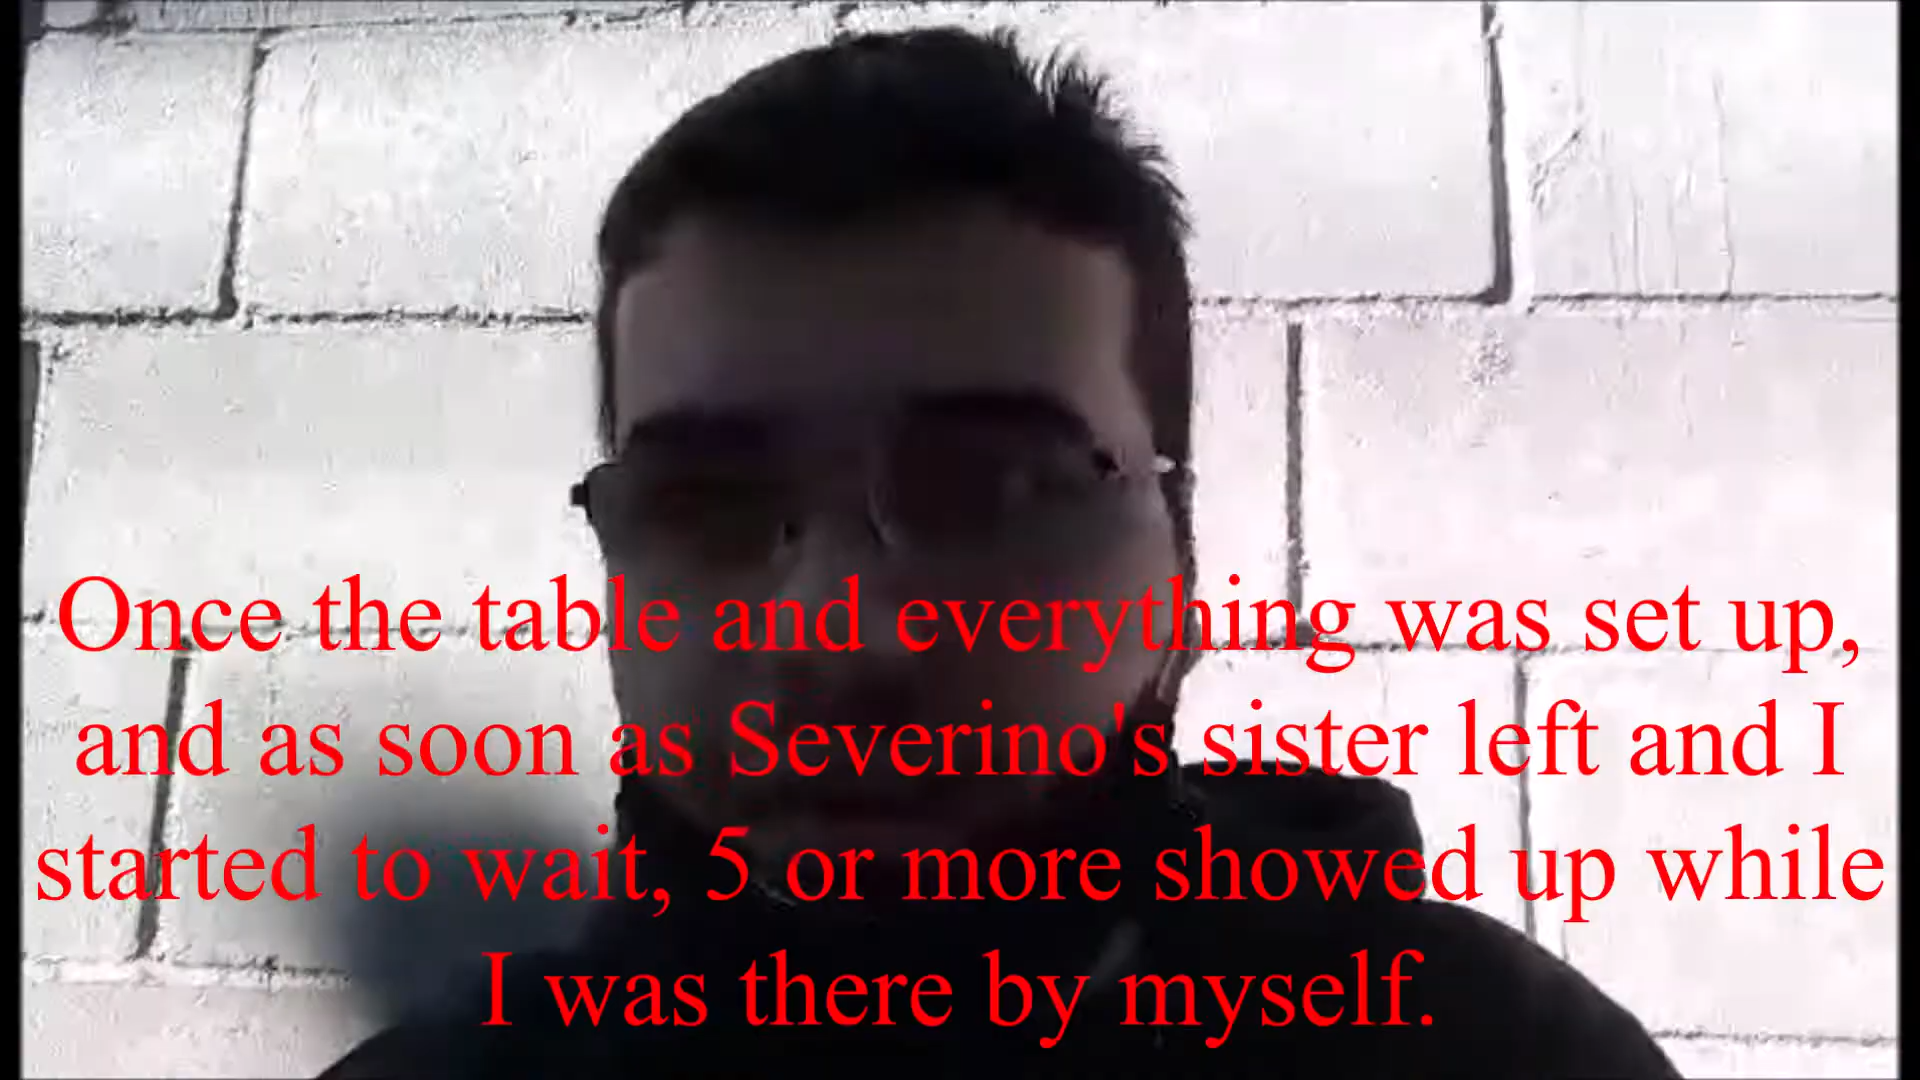 Once the table and everything was set up,
and as soon as Severino's sister left and I
started to wait, 5 or more showed up while
I was there by myself.